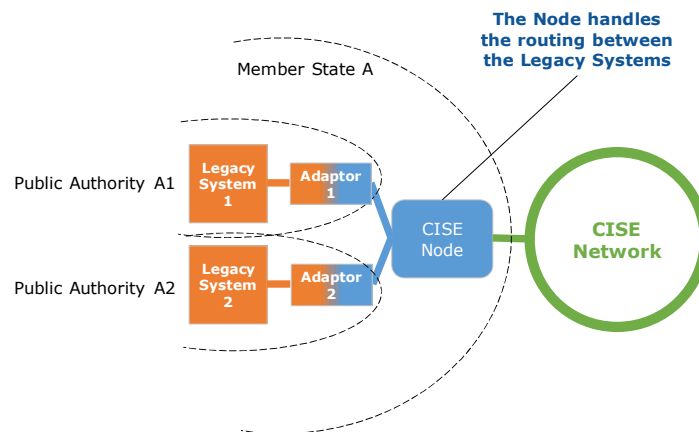 The Node handles
the routing between
the Legacy Systems
Member State A
Public Authority A1
Legacy
System
1
Adaptor
1
CISE
Node
CISE
Network
Public Authority A2
Legacy
System
2
Adaptor
2